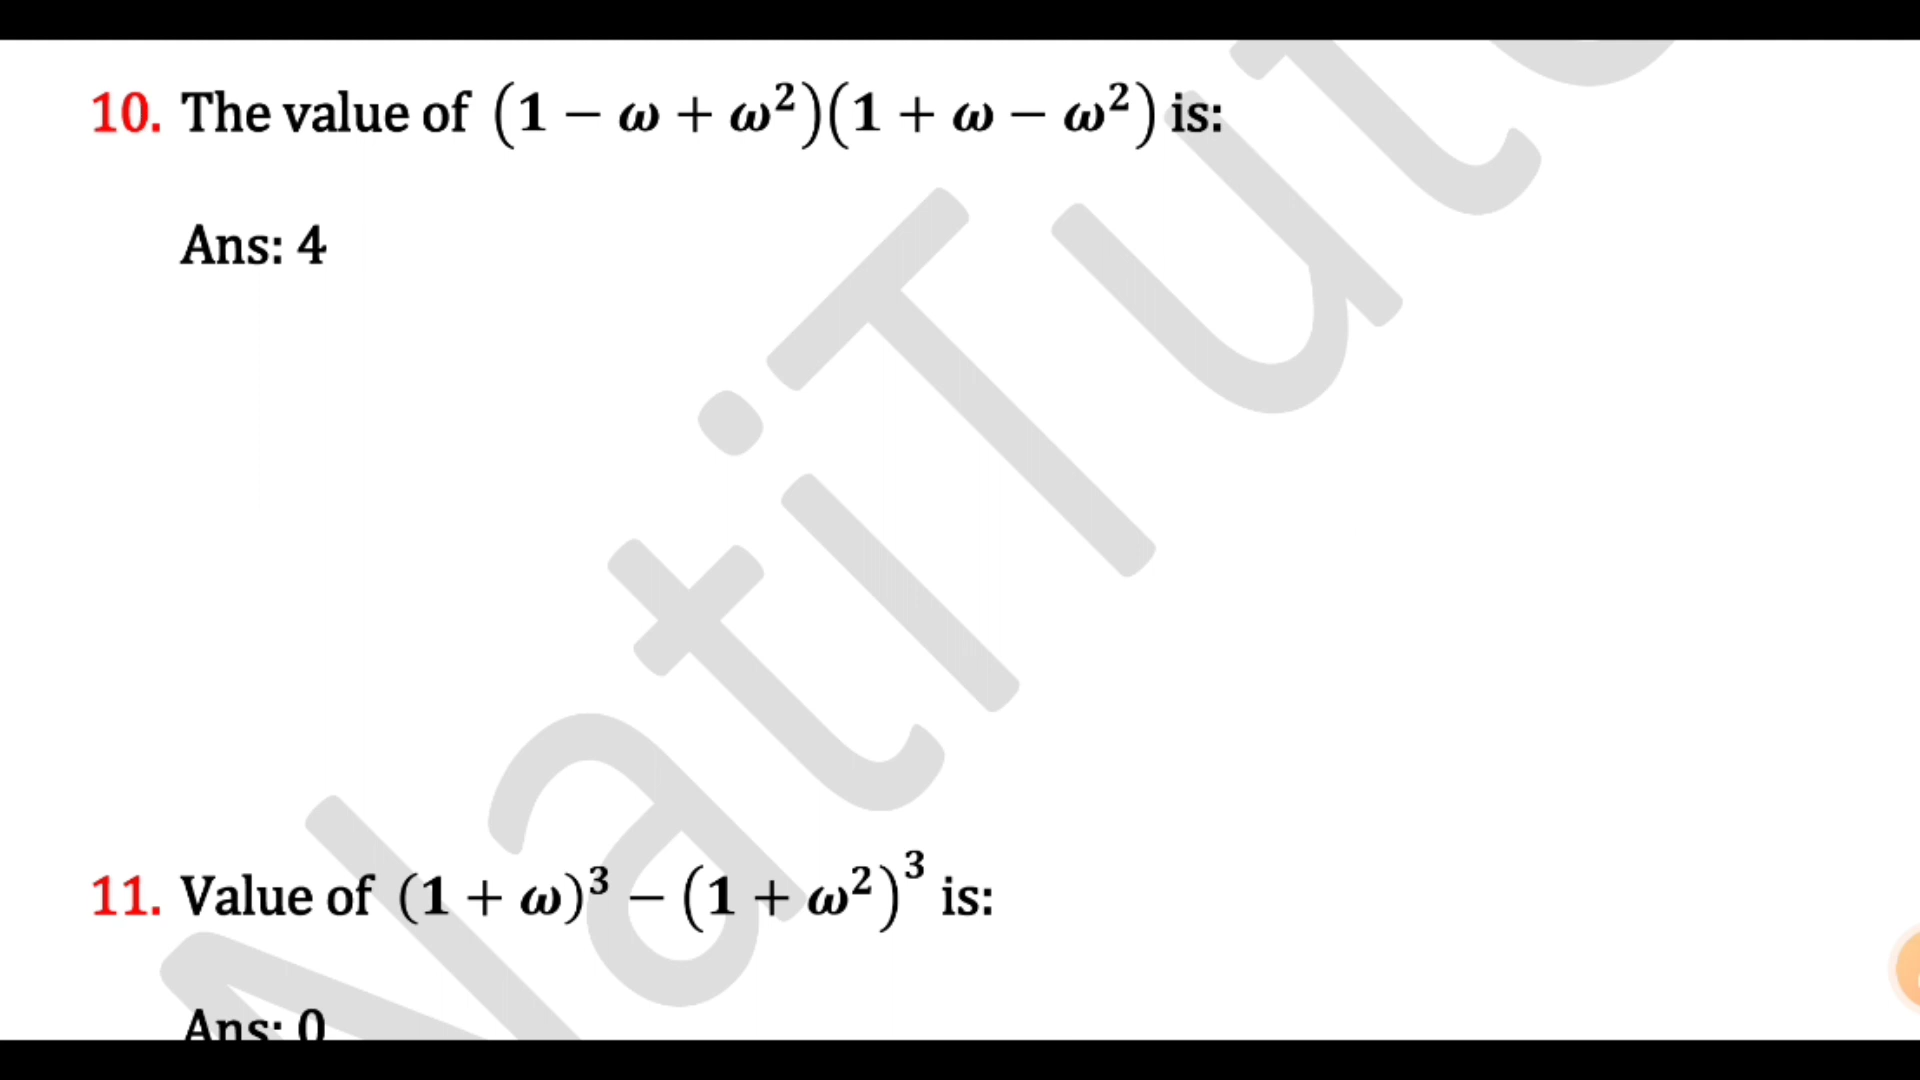 10. The value of (1 − ω + ω²)(1 + ω − ω²) is:
Ans: 4
11. Value of (1 + ω)³ − (1 + ω²)³ is:
Ans: 0